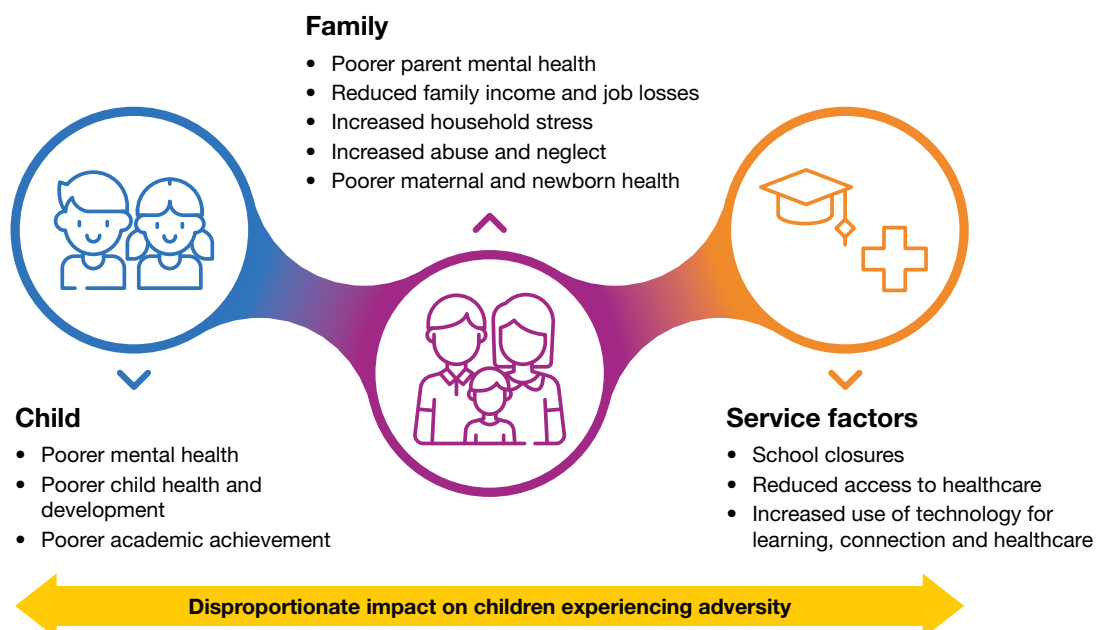 Family
• Poorer parent mental health
• Reduced family income and job losses
• Increased household stress
• Increased abuse and neglect
• Poorer maternal and newborn health
Child
• Poorer mental health
• Poorer child health and
development
• Poorer academic achievement
Service factors
• School closures
• Reduced access to healthcare
• Increased use of technology for
learning, connection and healthcare
Disproportionate impact on children experiencing adversity